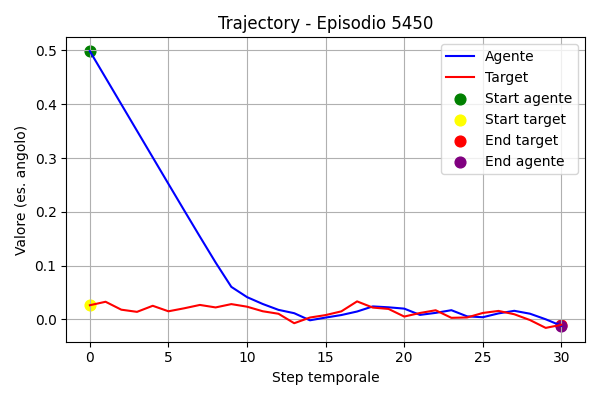 Trajectory - Episodio 5450
Valore (es. angolo)
0.5
0.4
0.3
0.2
0.1
0.0
0 5 10 15 20 25 30
Step temporale
Agente
Target
Start agente
Start target
End target
End agente